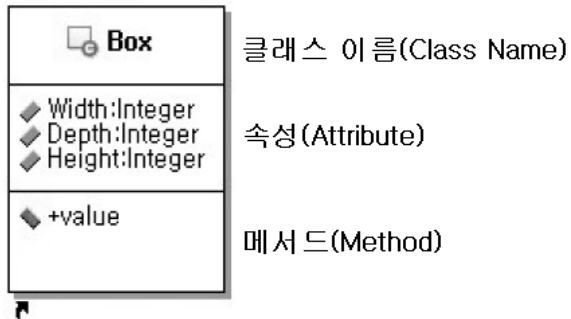 Box
클래스 이름(Class Name)
Width:Integer
Depth:Integer
Height:Integer
속성(Attribute)
+value
메서드(Method)